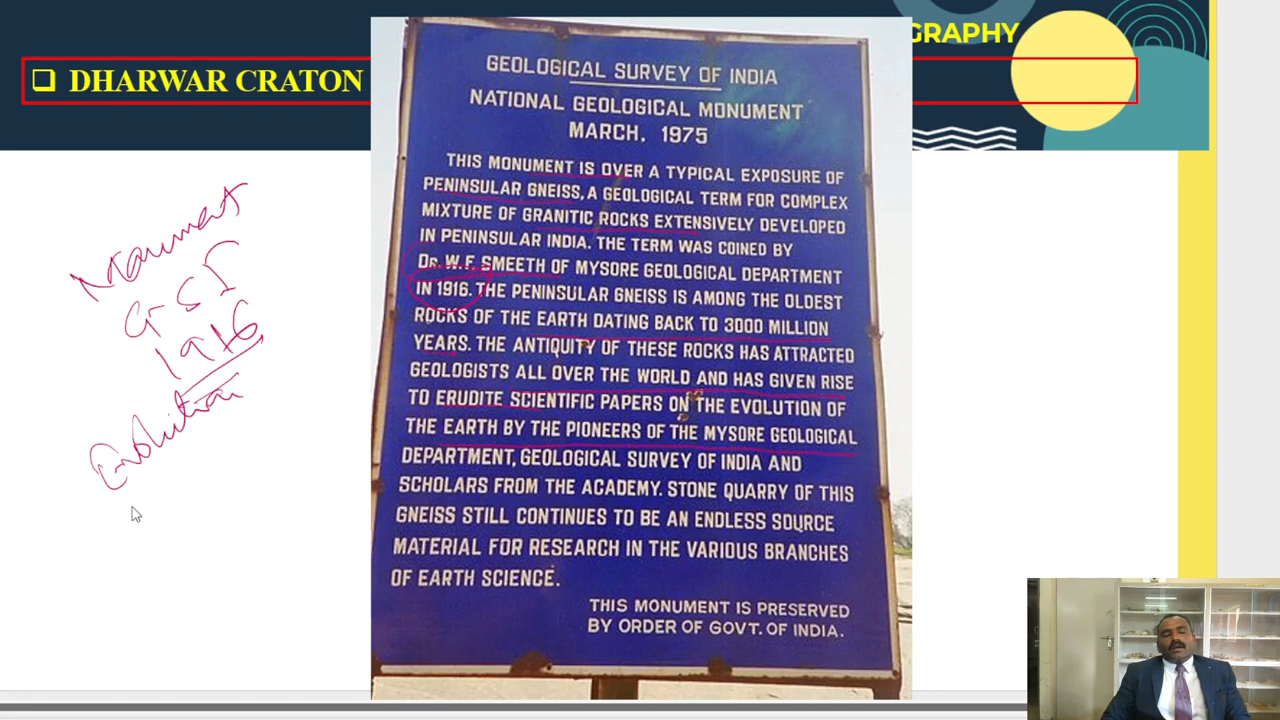 GRAPHY
❑ DHARWAR CRATON
GEOLOGICAL SURVEY OF INDIA
NATIONAL GEOLOGICAL MONUMENT
MARCH, 1975
THIS MONUMENT IS OVER A TYPICAL EXPOSURE OF
PENINSULAR GNEISS, A GEOLOGICAL TERM FOR COMPLEX
MIXTURE OF GRANITIC ROCKS EXTENSIVELY DEVELOPED
IN PENINSULAR INDIA. THE TERM WAS COINED BY
DR. W.F. SMEETH OF MYSORE GEOLOGICAL DEPARTMENT
IN 1916. THE PENINSULAR GNEISS IS AMONG THE OLDEST
ROCKS OF THE EARTH DATING BACK TO 3000 MILLION
YEARS. THE ANTIQUITY OF THESE ROCKS HAS ATTRACTED
GEOLOGISTS ALL OVER THE WORLD AND HAS GIVEN RISE
TO ERUDITE SCIENTIFIC PAPERS ON THE EVOLUTION OF
THE EARTH BY THE PIONEERS OF THE MYSORE GEOLOGICAL
DEPARTMENT, GEOLOGICAL SURVEY OF INDIA AND
SCHOLARS FROM THE ACADEMY. STONE QUARRY OF THIS
GNEISS STILL CONTINUES TO BE AN ENDLESS SOURCE
MATERIAL FOR RESEARCH IN THE VARIOUS BRANCHES
OF EARTH SCIENCE.
THIS MONUMENT IS PRESERVED
BY ORDER OF GOVT. OF INDIA.
Monument
GSI
1916